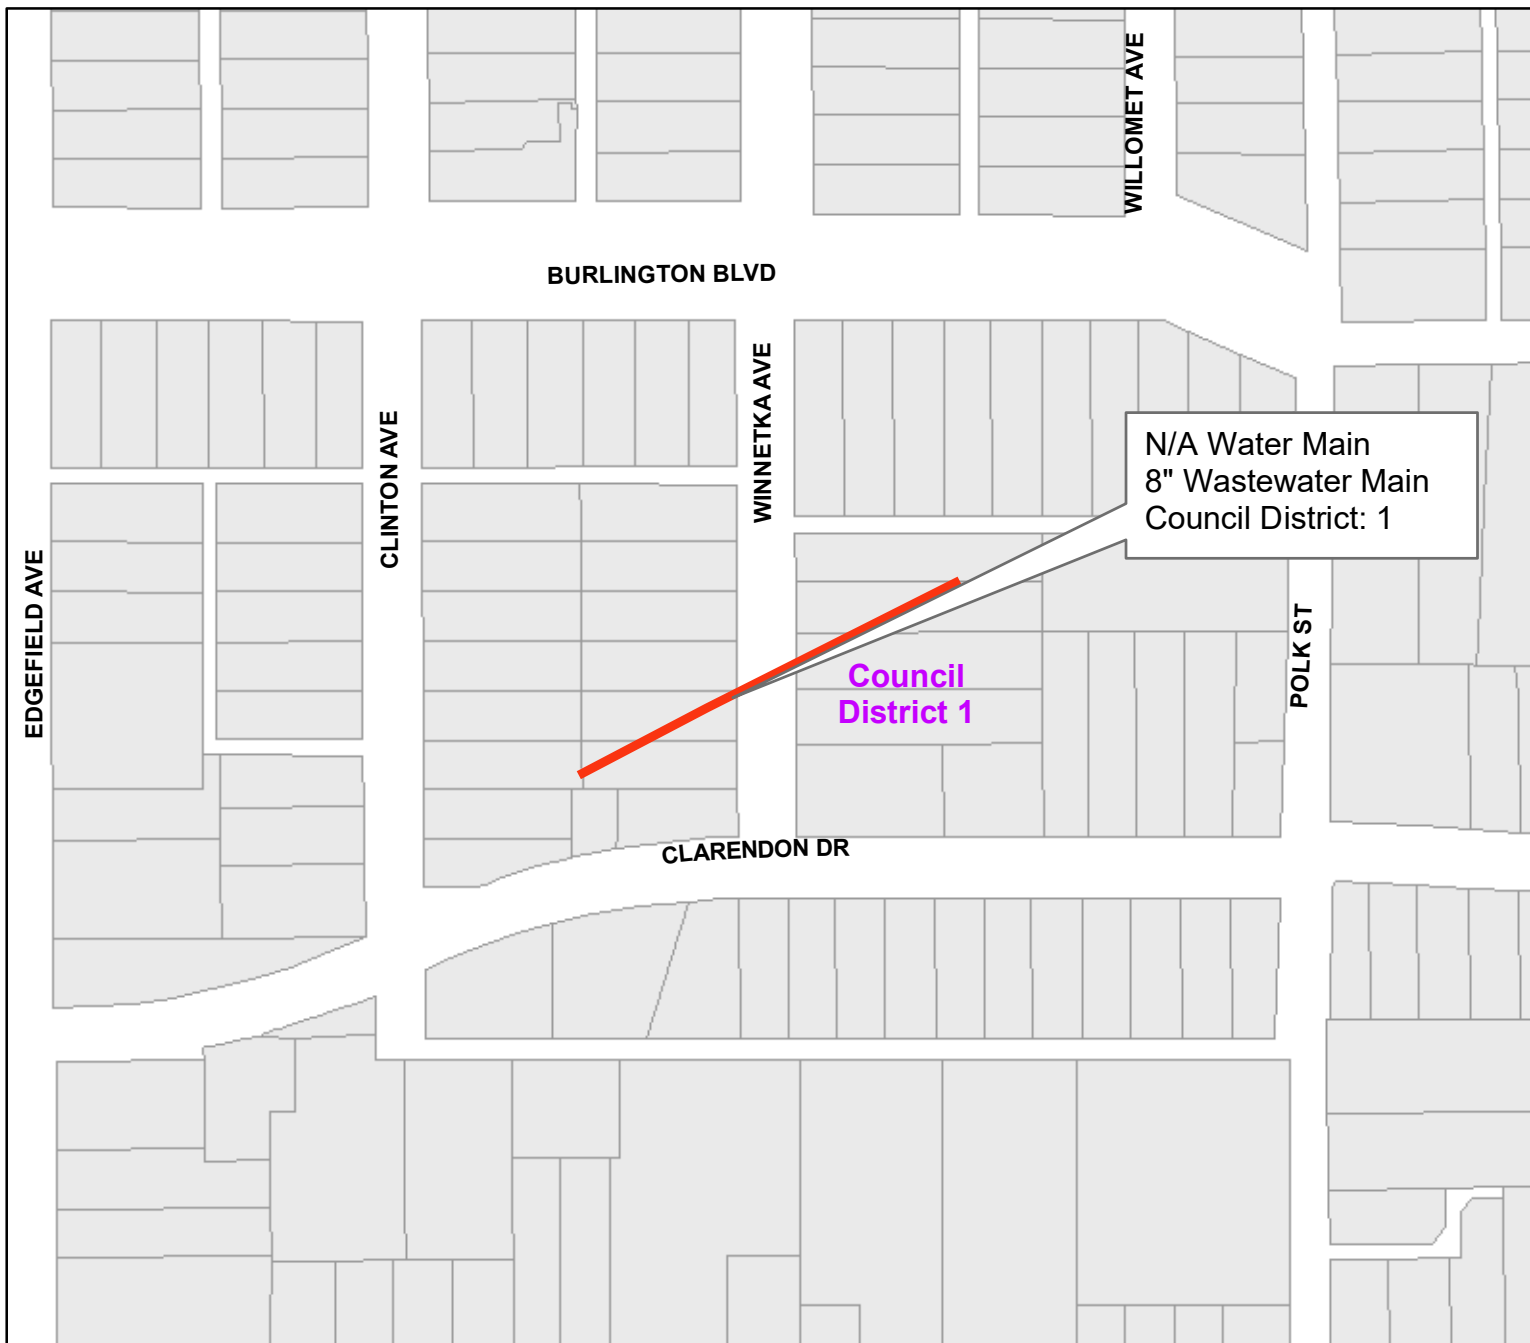 WILLOMET AVE
BURLINGTON BLVD
WINNETKA AVE
CLINTON AVE
N/A Water Main
8" Wastewater Main
Council District: 1
EDGEFIELD AVE
POLK ST
Council
District 1
CLARENDON DR